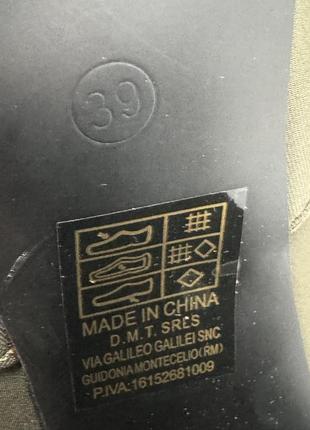 39
MADE IN CHINA
D.M.T. SRLS
VIA GALILEO GALILEI SNC
GUIDONIA MONTECELIO(RM)
P.IVA:16152681009